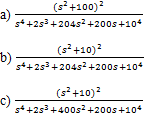 a) (s²+100)² / s⁴+2s³+204s²+200s+10⁴
b) (s²+10)² / s⁴+2s³+204s²+200s+10⁴
c) (s²+10)² / s⁴+2s³+400s²+200s+10⁴